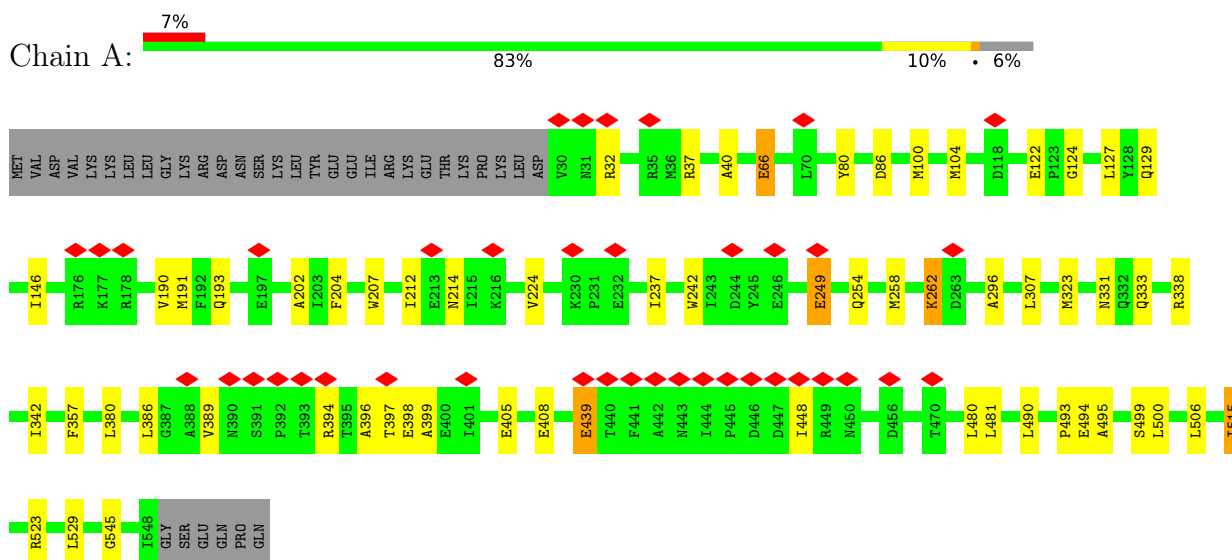 7%
Chain A:
83% 10% • 6%
MET VAL ASP VAL LYS LYS LEU LEU GLY LYS ARG ASP ASN SER LYS LEU TYR GLU GLU ILE ARG LYS GLU THR LYS PRO LYS LEU ASP V30 N31 R32 R35 M36 R37 A40 E66 L70 Y80 D86 M100 M104 D118 E122 P123 G124 L127 Y128 Q129
I146 R176 K177 R178 V190 M191 F192 Q193 E197 A202 I203 F204 W207 I212 E213 N214 I215 K216 V224 K230 P231 E232 I237 W242 I243 D244 Y245 E246 E249 Q254 M258 K262 D263 A296 L307 M323 N331 Q332 Q333 R338
I342 F357 L380 L386 G387 A388 V389 N390 S391 P392 T393 R394 T395 A396 T397 E398 A399 E400 I401 E405 E408 E439 T440 F441 A442 N443 I444 P445 D446 D447 I448 R449 N450 D456 T470 L480 L481 L490 P493 E494 A495 S499 L500 L506 I515
R523 L529 G545 I548 GLY SER GLU GLN PRO GLN